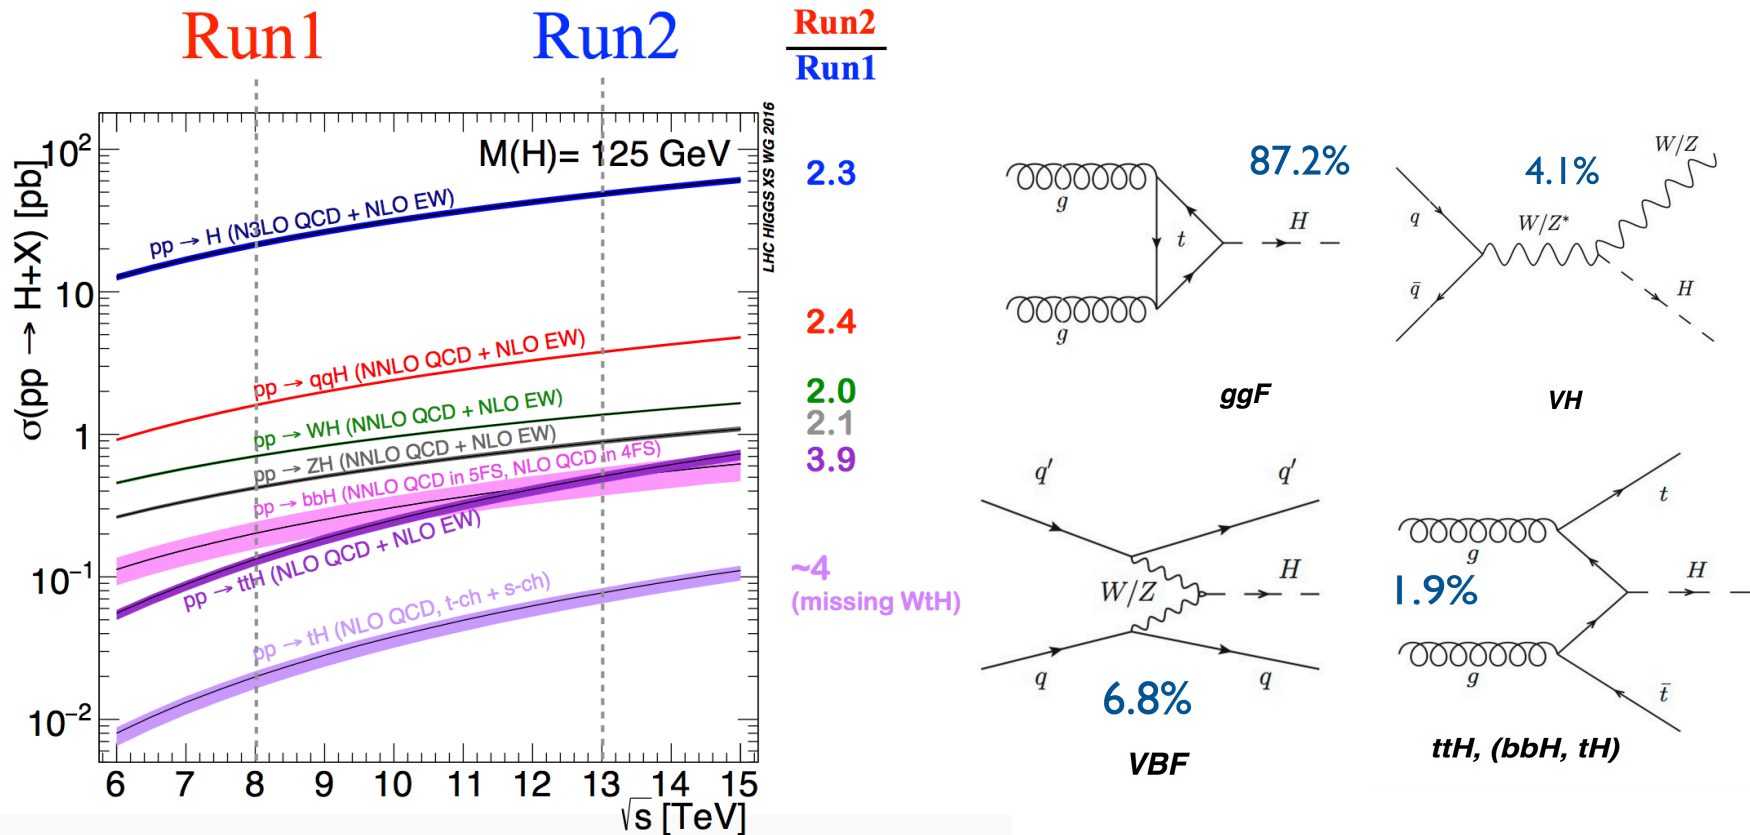 Run1
Run2
Run2
Run1
σ(pp → H+X) [pb]
10²
10
1
10⁻¹
10⁻²
M(H)= 125 GeV
LHC HIGGS XS WG 2016
pp → H (N3LO QCD + NLO EW)
pp → qqH (NNLO QCD + NLO EW)
pp → WH (NNLO QCD + NLO EW)
pp → ZH (NNLO QCD + NLO EW)
pp → bbH (NNLO QCD in 5FS, NLO QCD in 4FS)
pp → ttH (NLO QCD + NLO EW)
pp → tH (NLO QCD, t-ch + s-ch)
6 7 8 9 10 11 12 13 14 15
√s [TeV]
2.3
2.4
2.0
2.1
3.9
~4
(missing WtH)
87.2%
g
t
H
g
ggF
4.1%
W/Z
q
W/Z*
q̄
H
VH
q′
q′
W/Z
H
q
q
6.8%
VBF
t
g
1.9%
H
g
t̄
ttH, (bbH, tH)